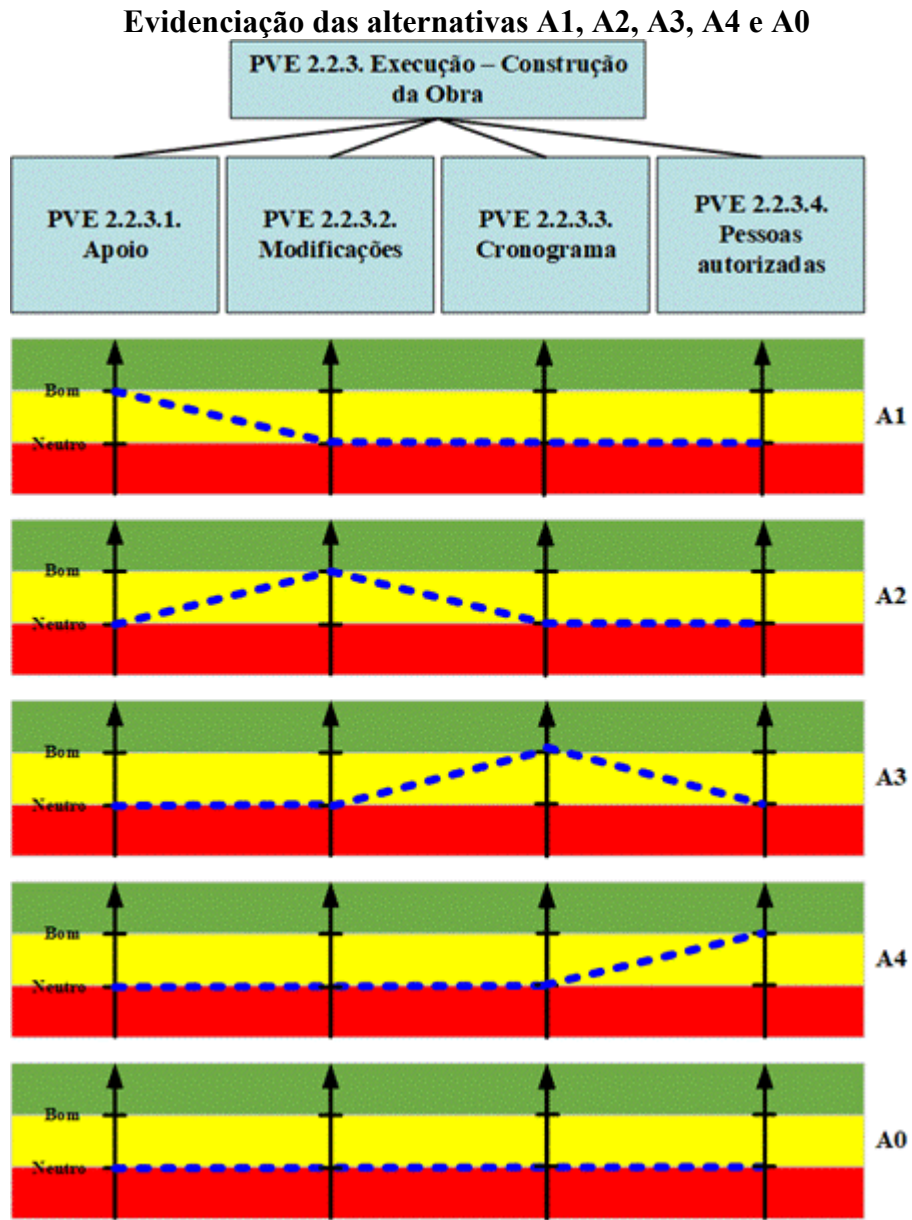 Evidenciação das alternativas A1, A2, A3, A4 e A0
PVE 2.2.3. Execução – Construção
da Obra
PVE 2.2.3.1.
Apoio
PVE 2.2.3.2.
Modificações
PVE 2.2.3.3.
Cronograma
PVE 2.2.3.4.
Pessoas
autorizadas
Bom
Neutro
A1
Bom
Neutro
A2
Bom
Neutro
A3
Bom
Neutro
A4
Bom
Neutro
A0